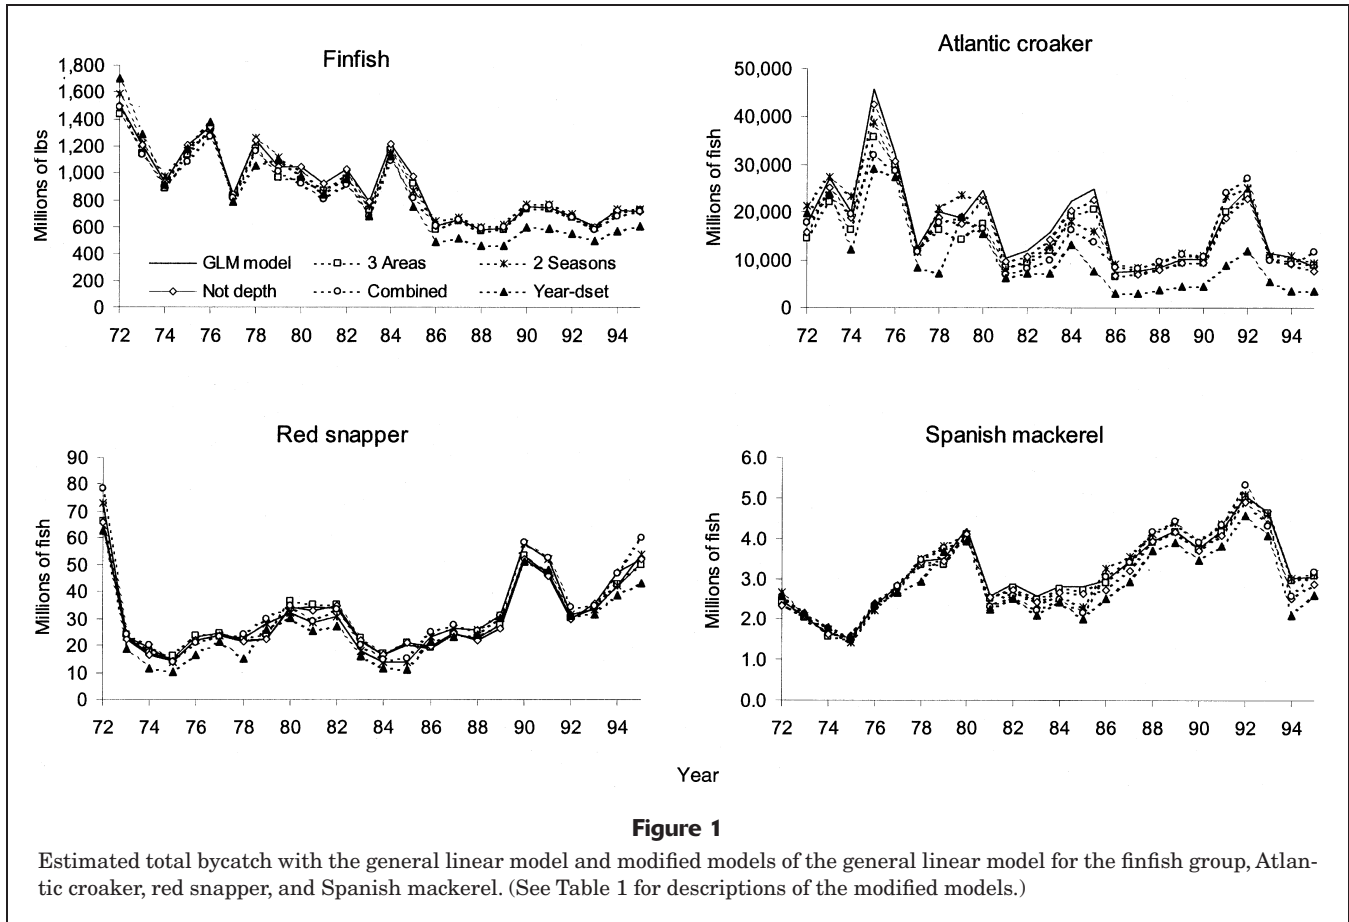 Finfish
1,800
1,600
1,400
1,200
1,000
800
600
400
200
0
Millions of lbs
GLM model
3 Areas
2 Seasons
Not depth
Combined
Year-dset
72 74 76 78 80 82 84 86 88 90 92 94
Atlantic croaker
50,000
40,000
30,000
20,000
10,000
0
Millions of fish
72 74 76 78 80 82 84 86 88 90 92 94
Red snapper
90
80
70
60
50
40
30
20
10
0
Millions of fish
72 74 76 78 80 82 84 86 88 90 92 94
Spanish mackerel
6.0
5.0
4.0
3.0
2.0
1.0
0.0
Millions of fish
72 74 76 78 80 82 84 86 88 90 92 94
Year
Figure 1
Estimated total bycatch with the general linear model and modified models of the general linear model for the finfish group, Atlan-
tic croaker, red snapper, and Spanish mackerel. (See Table 1 for descriptions of the modified models.)